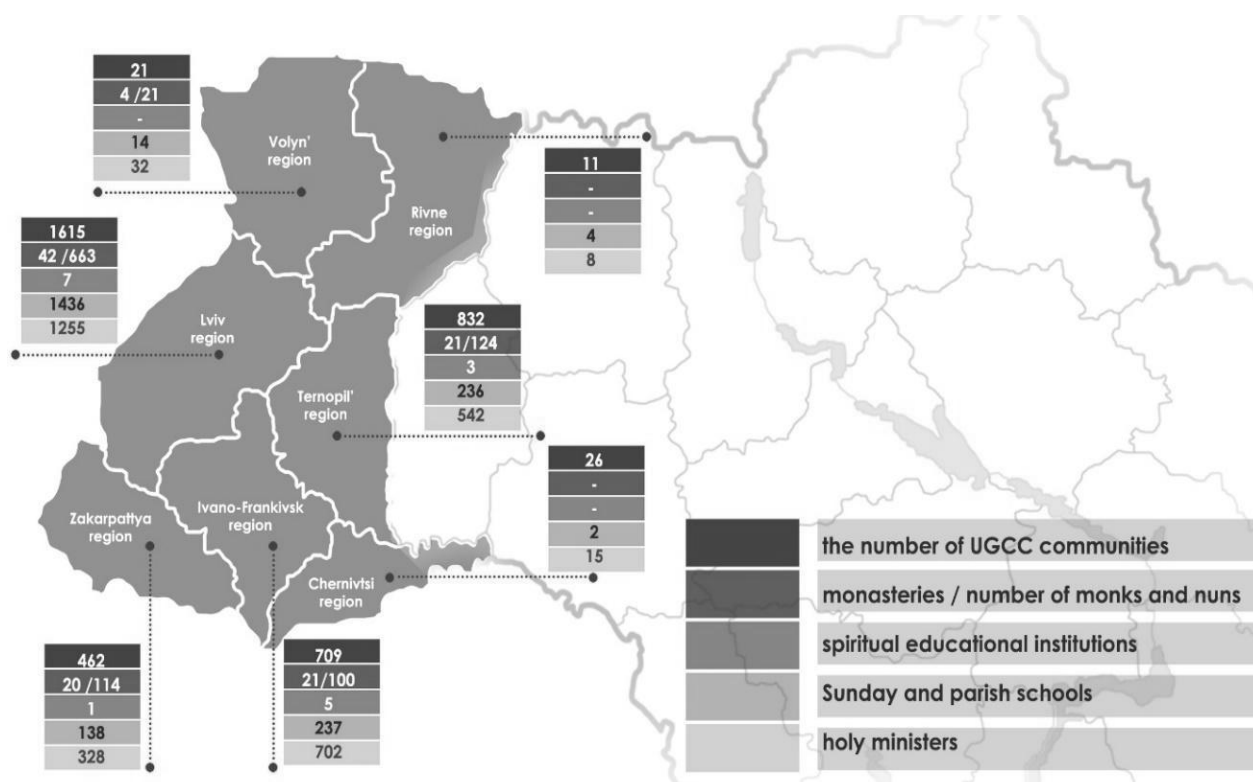 21
4 /21
-
14
32
Volyn'
region
11
-
-
4
8
Rivne
region
1615
42 /663
7
1436
1255
Lviv
region
832
21/124
3
236
542
Ternopil'
region
26
-
-
2
15
Zakarpattya
region
Ivano-Frankivsk
region
Chernivtsi
region
462
20 /114
1
138
328
709
21/100
5
237
702
the number of UGCC communities
monasteries / number of monks and nuns
spiritual educational institutions
Sunday and parish schools
holy ministers